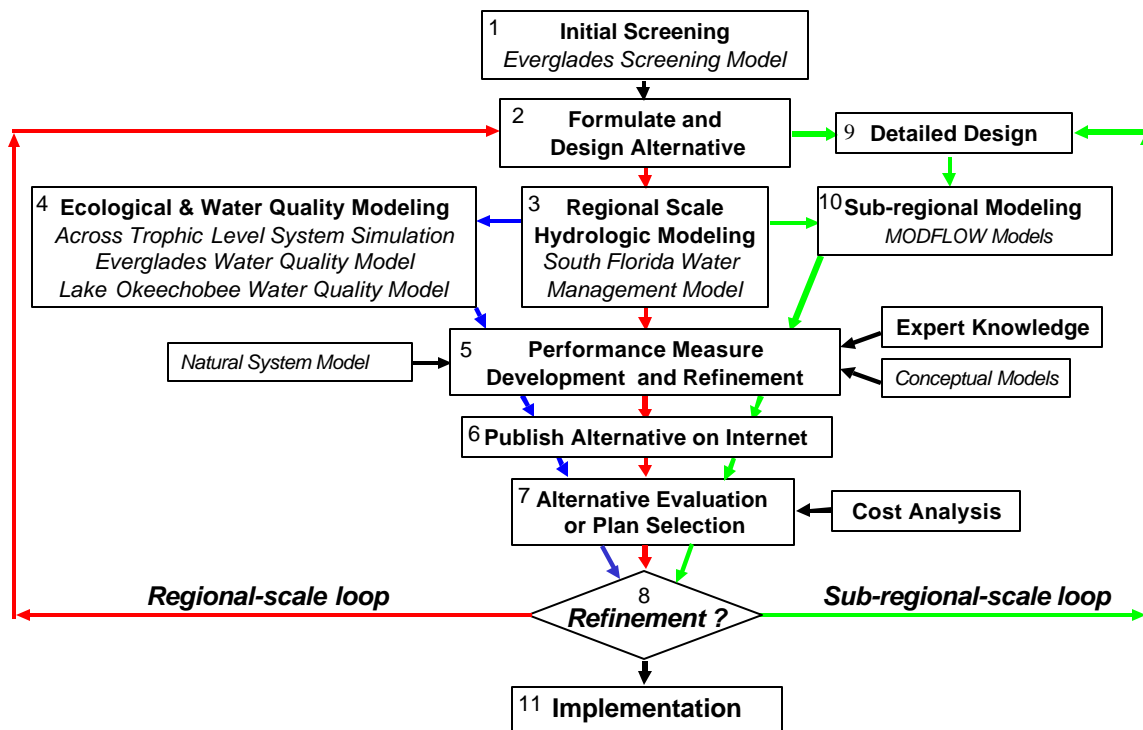 1
Initial Screening
Everglades Screening Model
2
Formulate and
Design Alternative
9 Detailed Design
4 Ecological & Water Quality Modeling
Across Trophic Level System Simulation
Everglades Water Quality Model
Lake Okeechobee Water Quality Model
3 Regional Scale
Hydrologic Modeling
South Florida Water
Management Model
10 Sub-regional Modeling
MODFLOW Models
Natural System Model
5 Performance Measure
Development and Refinement
Expert Knowledge
Conceptual Models
6 Publish Alternative on Internet
7 Alternative Evaluation
or Plan Selection
Cost Analysis
Regional-scale loop
8
Refinement ?
Sub-regional-scale loop
11 Implementation